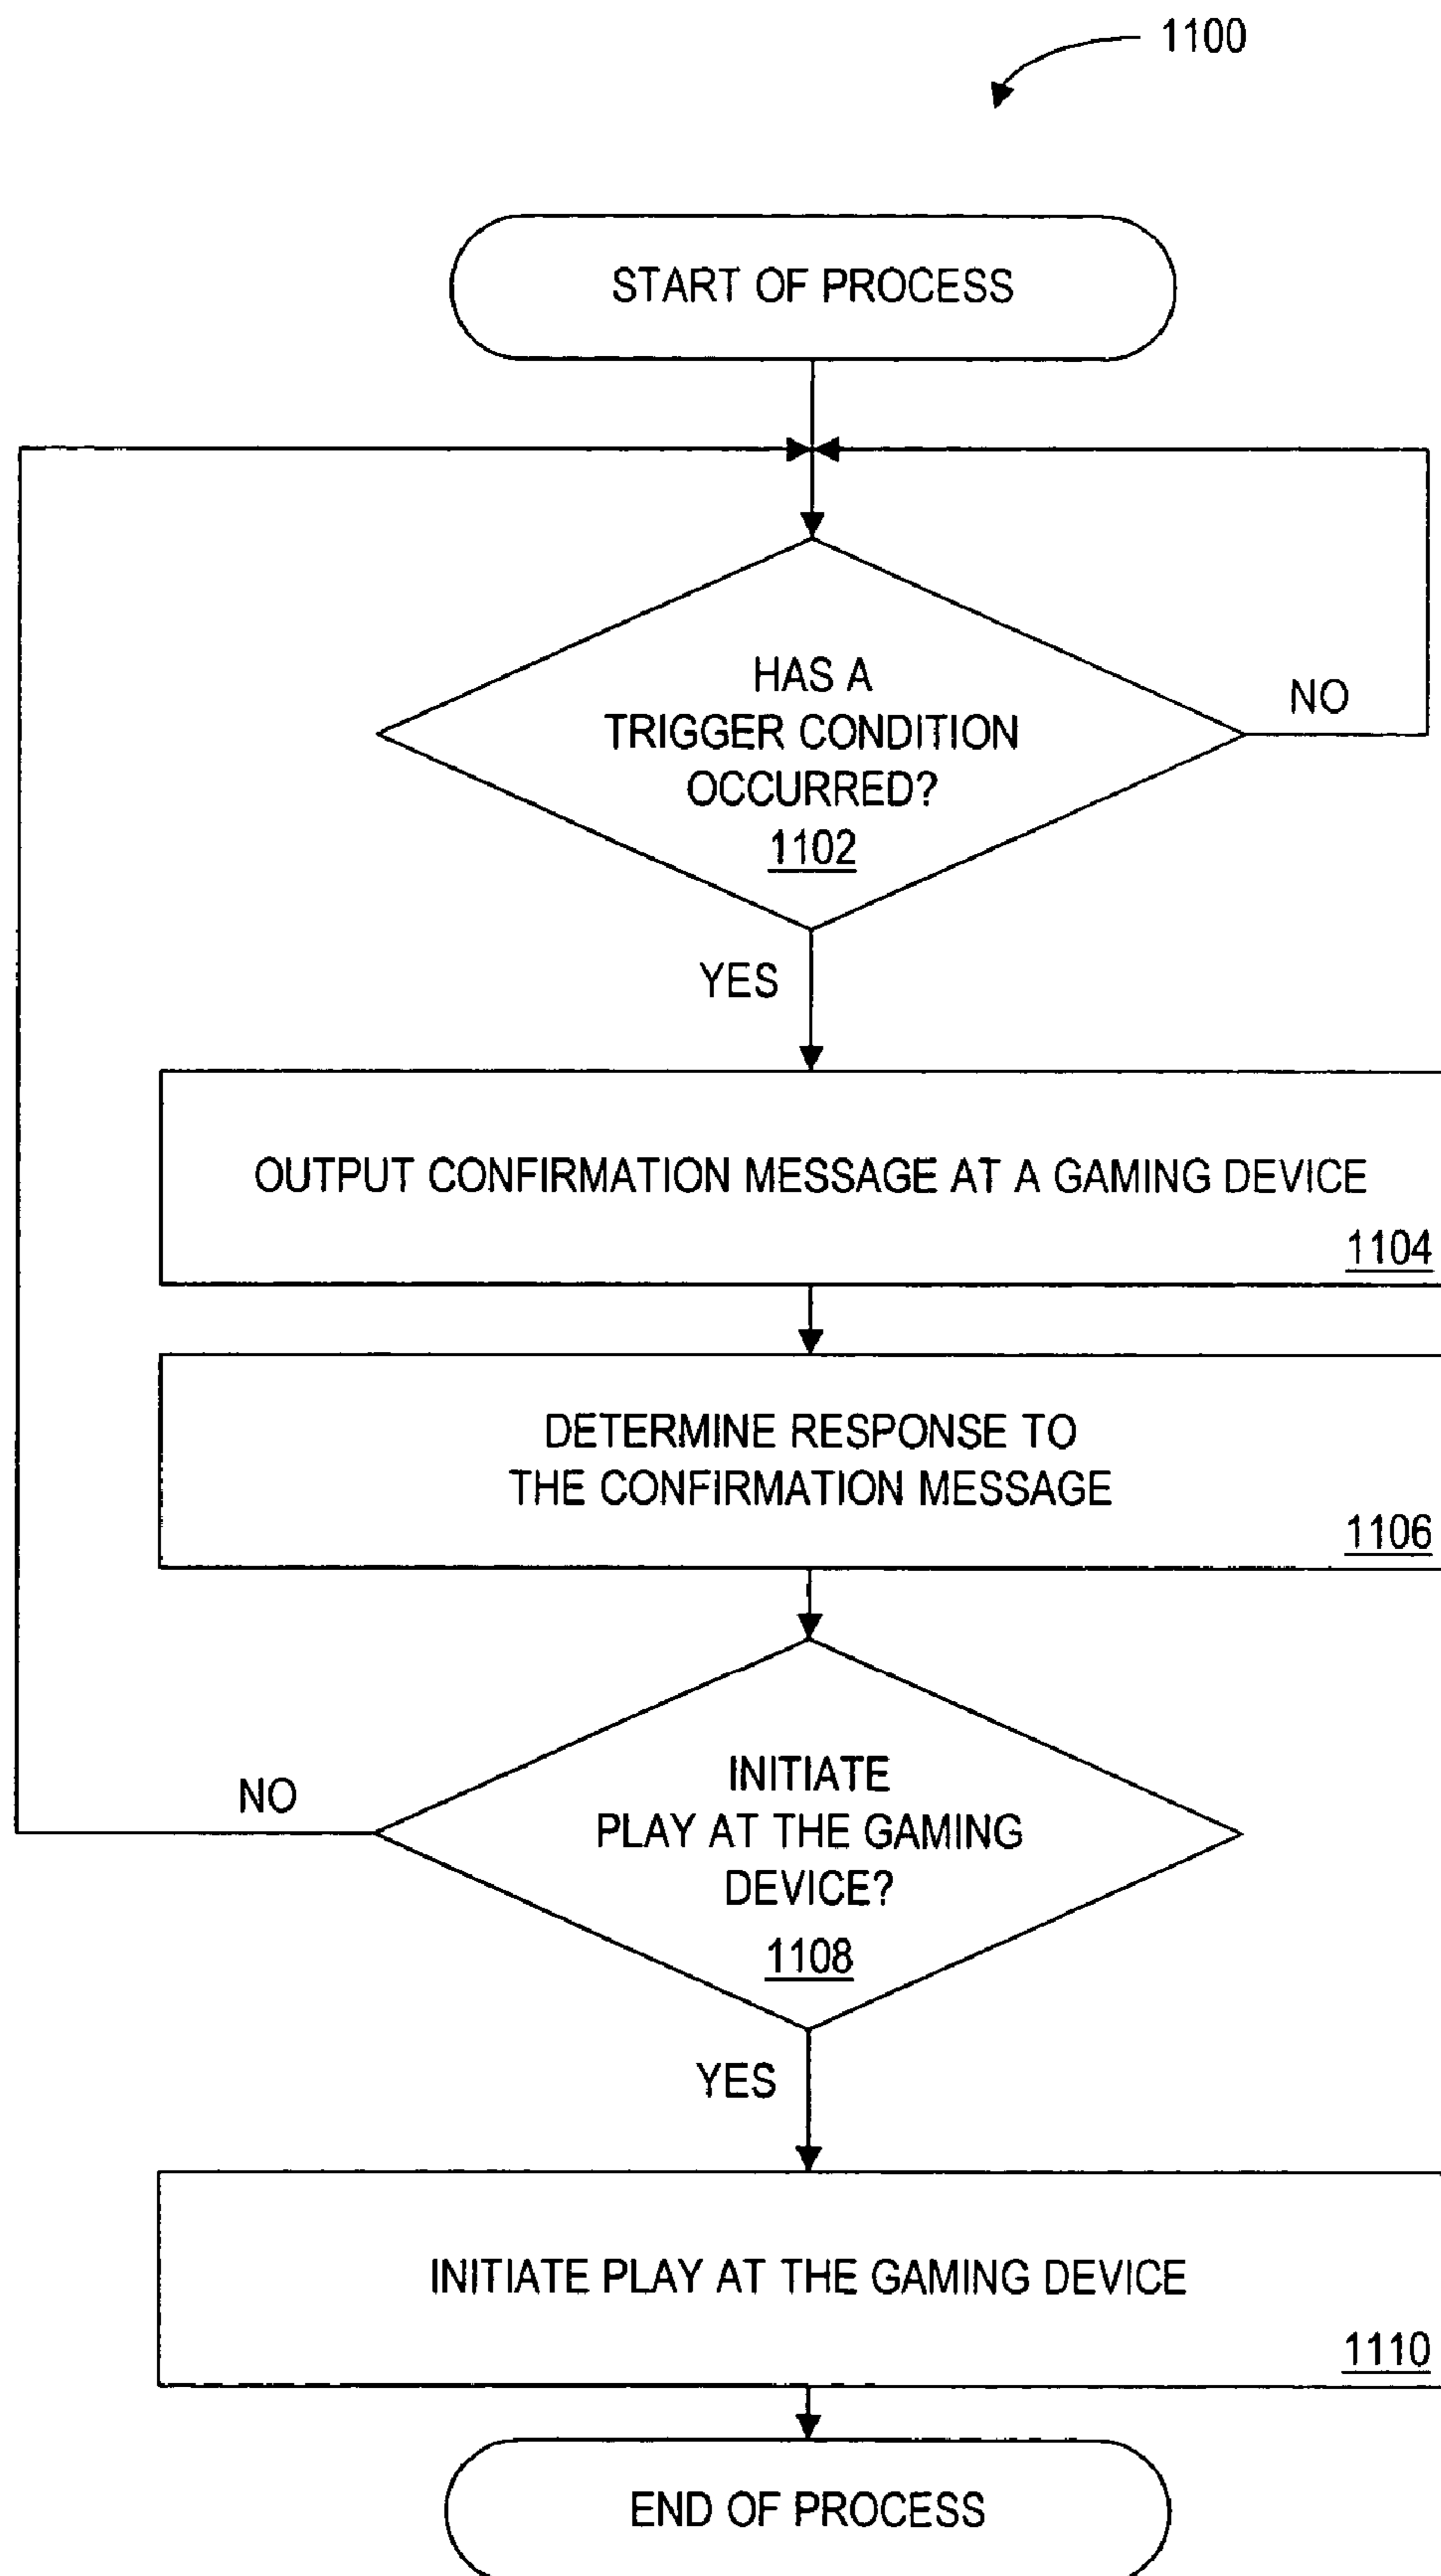 1100
START OF PROCESS
HAS A
TRIGGER CONDITION
OCCURRED?
1102
NO
YES
OUTPUT CONFIRMATION MESSAGE AT A GAMING DEVICE
1104
DETERMINE RESPONSE TO
THE CONFIRMATION MESSAGE
1106
INITIATE
PLAY AT THE GAMING
DEVICE?
1108
NO
YES
INITIATE PLAY AT THE GAMING DEVICE
1110
END OF PROCESS